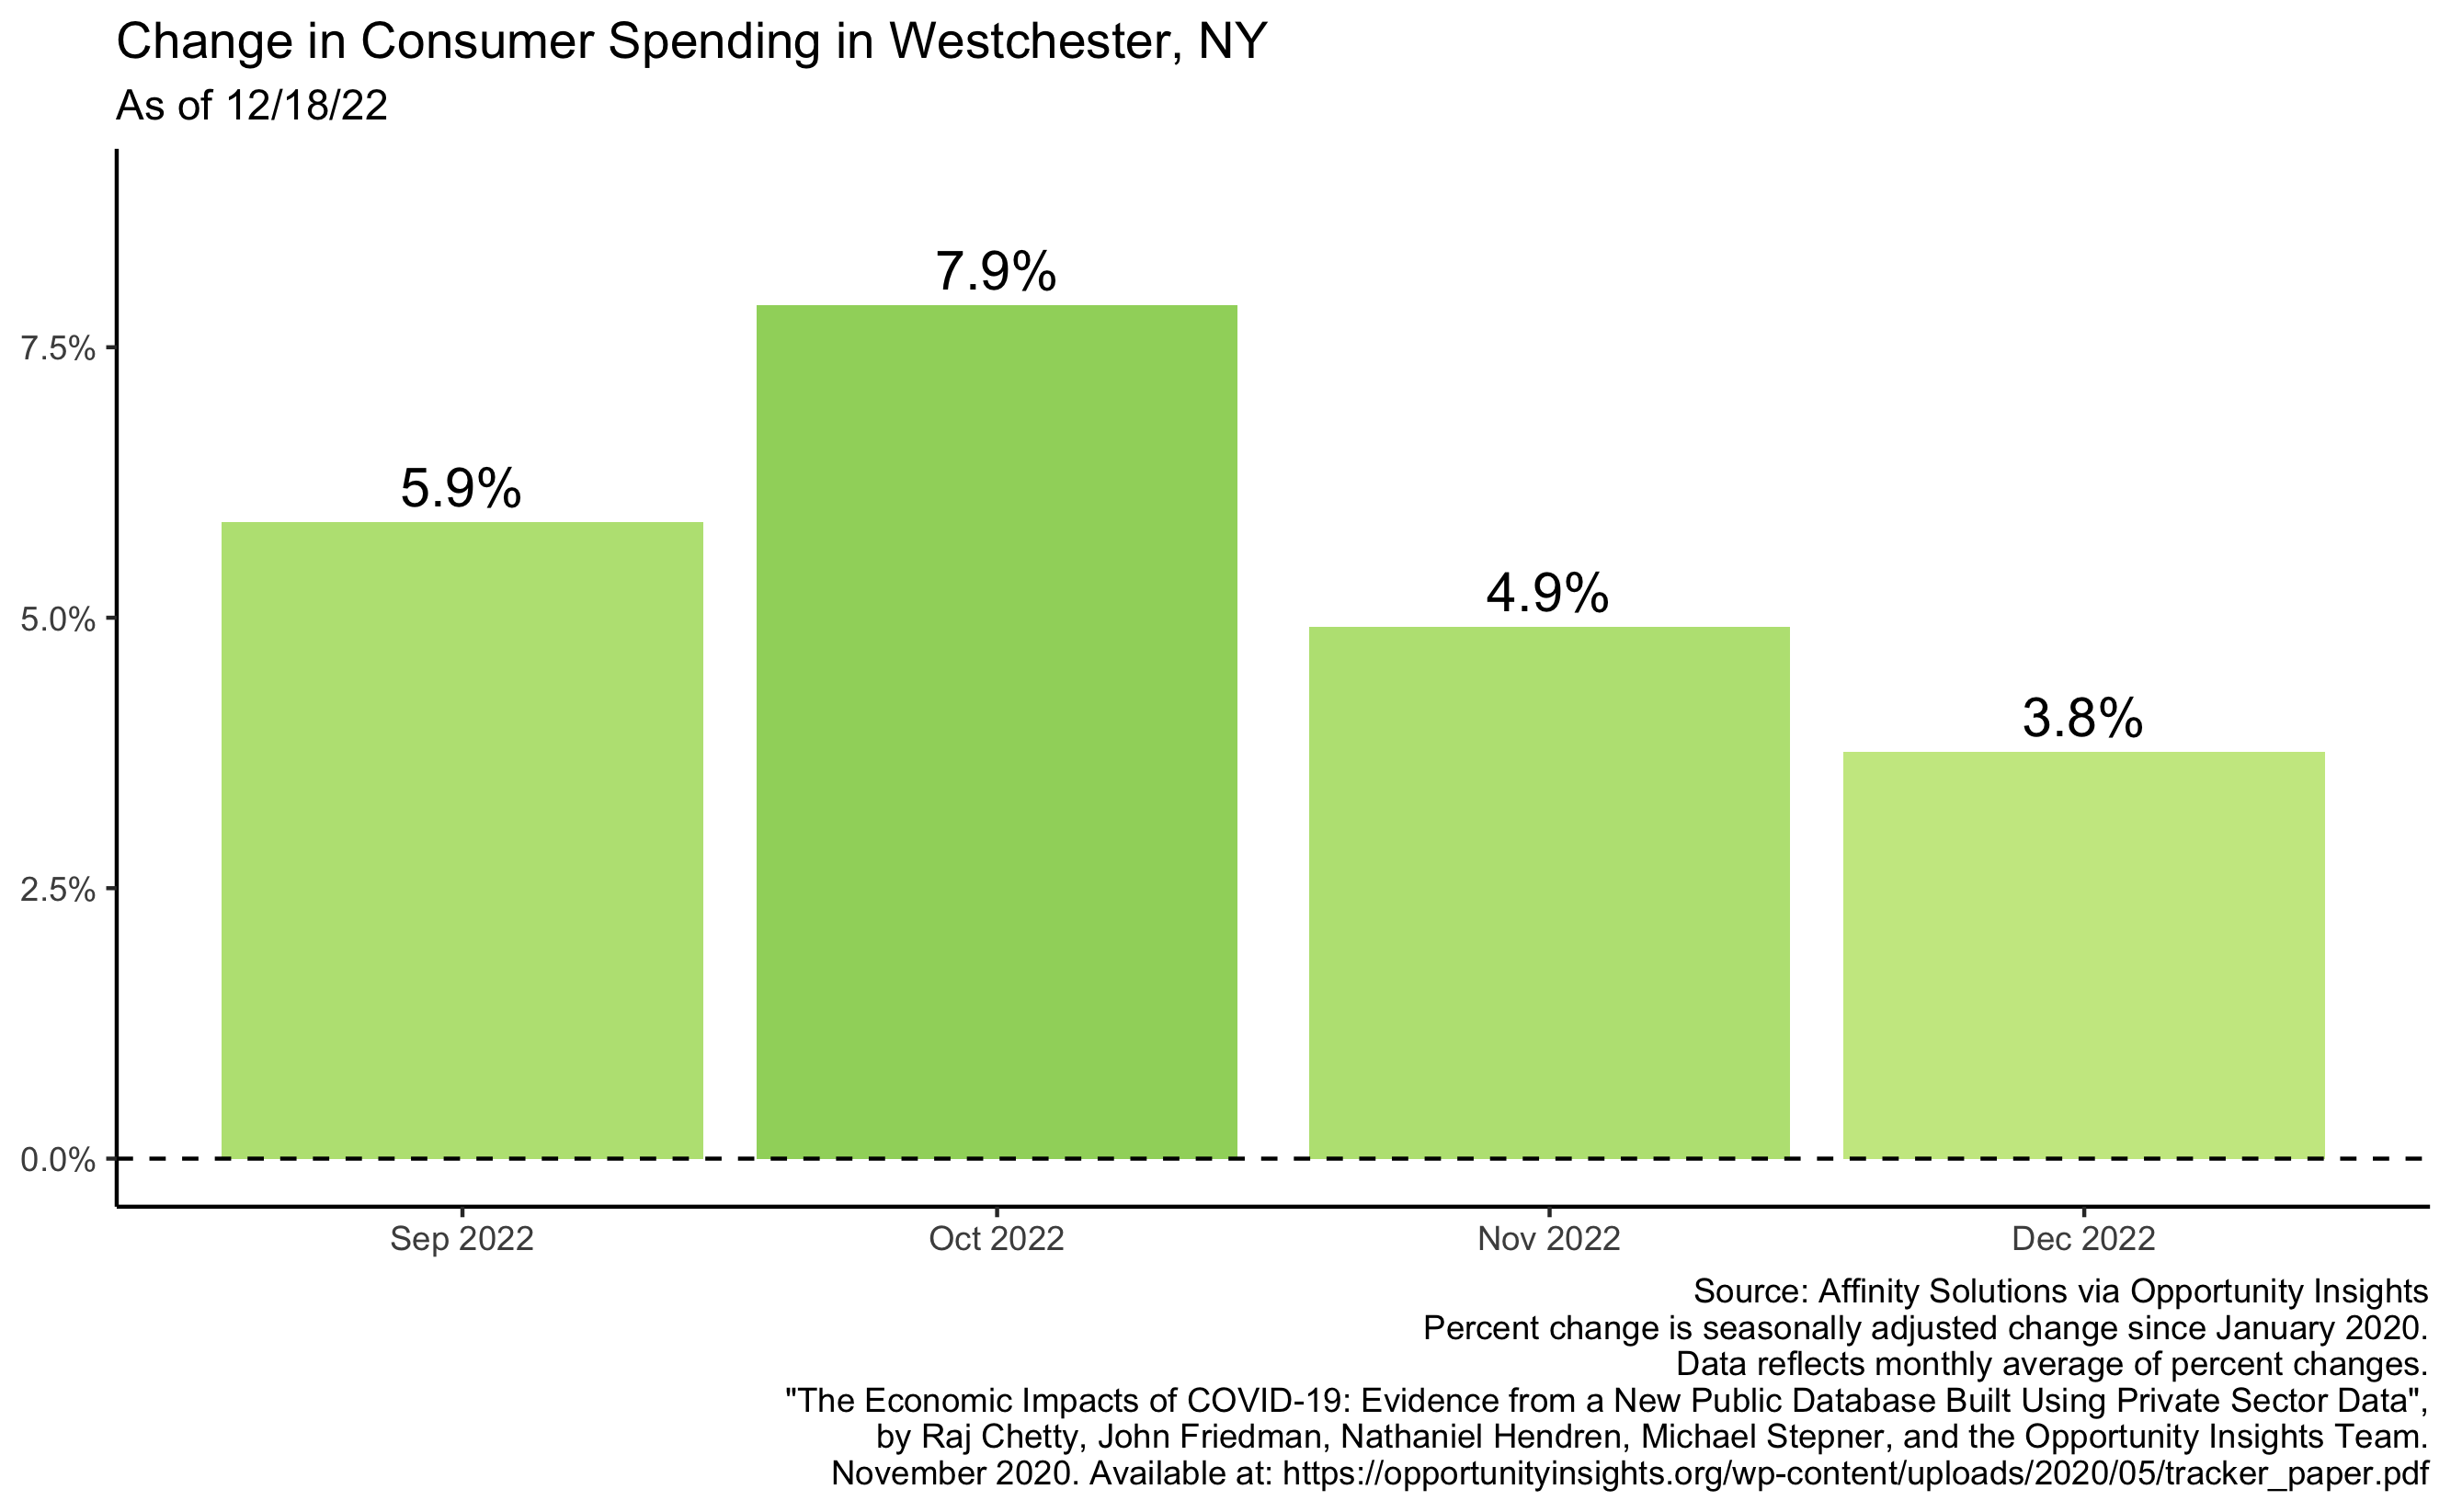 Change in Consumer Spending in Westchester, NY
As of 12/18/22
7.9%
7.5%
5.9%
5.0%
4.9%
3.8%
2.5%
0.0%
Sep 2022 Oct 2022 Nov 2022 Dec 2022
Source: Affinity Solutions via Opportunity Insights
Percent change is seasonally adjusted change since January 2020.
Data reflects monthly average of percent changes.
"The Economic Impacts of COVID-19: Evidence from a New Public Database Built Using Private Sector Data",
by Raj Chetty, John Friedman, Nathaniel Hendren, Michael Stepner, and the Opportunity Insights Team.
November 2020. Available at: https://opportunityinsights.org/wp-content/uploads/2020/05/tracker_paper.pdf